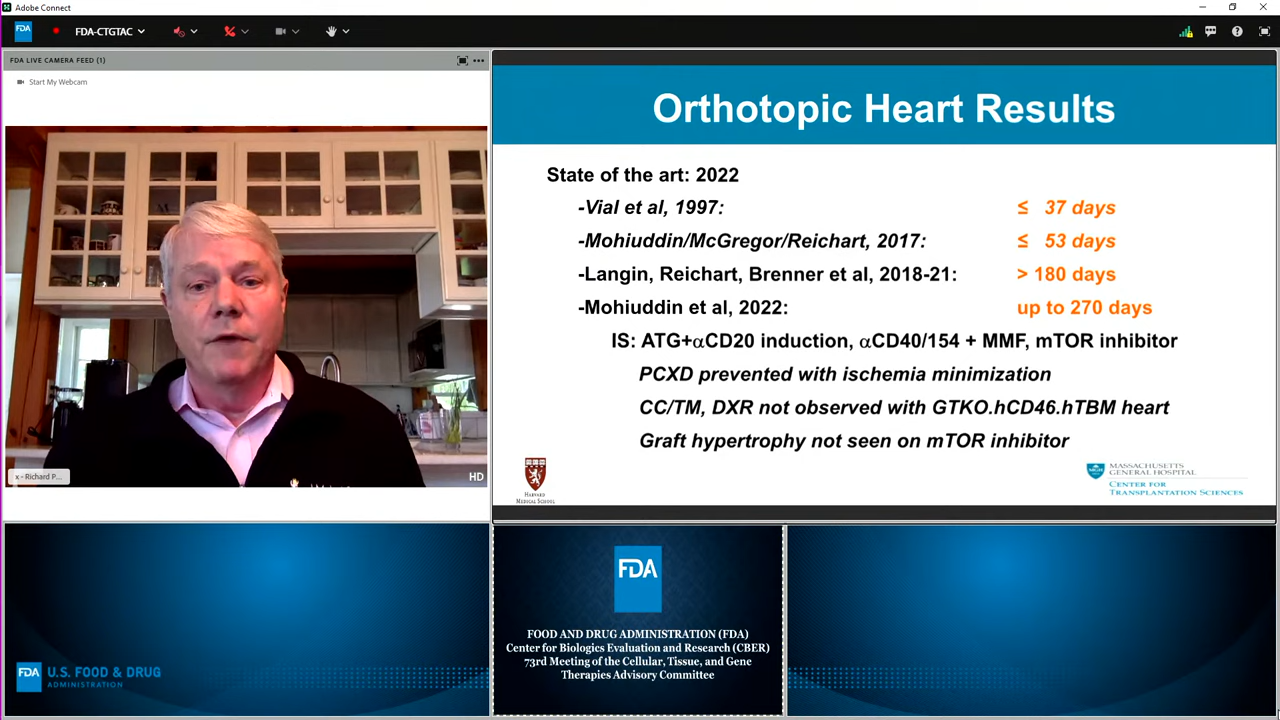 Adobe Connect
FDA
FDA-CTGTAC
FDA LIVE CAMERA FEED (1)
Start My Webcam
x - Richard P...
HD
Orthotopic Heart Results
State of the art: 2022
-Vial et al, 1997: ≤ 37 days
-Mohiuddin/McGregor/Reichart, 2017: ≤ 53 days
-Langin, Reichart, Brenner et al, 2018-21: > 180 days
-Mohiuddin et al, 2022: up to 270 days
IS: ATG+αCD20 induction, αCD40/154 + MMF, mTOR inhibitor
PCXD prevented with ischemia minimization
CC/TM, DXR not observed with GTKO.hCD46.hTBM heart
Graft hypertrophy not seen on mTOR inhibitor
HARVARD
MEDICAL SCHOOL
MASSACHUSETTS
GENERAL HOSPITAL
CENTER FOR
TRANSPLANTATION SCIENCES
FDA U.S. FOOD & DRUG
ADMINISTRATION
FDA
FOOD AND DRUG ADMINISTRATION (FDA)
Center for Biologics Evaluation and Research (CBER)
73rd Meeting of the Cellular, Tissue, and Gene
Therapies Advisory Committee